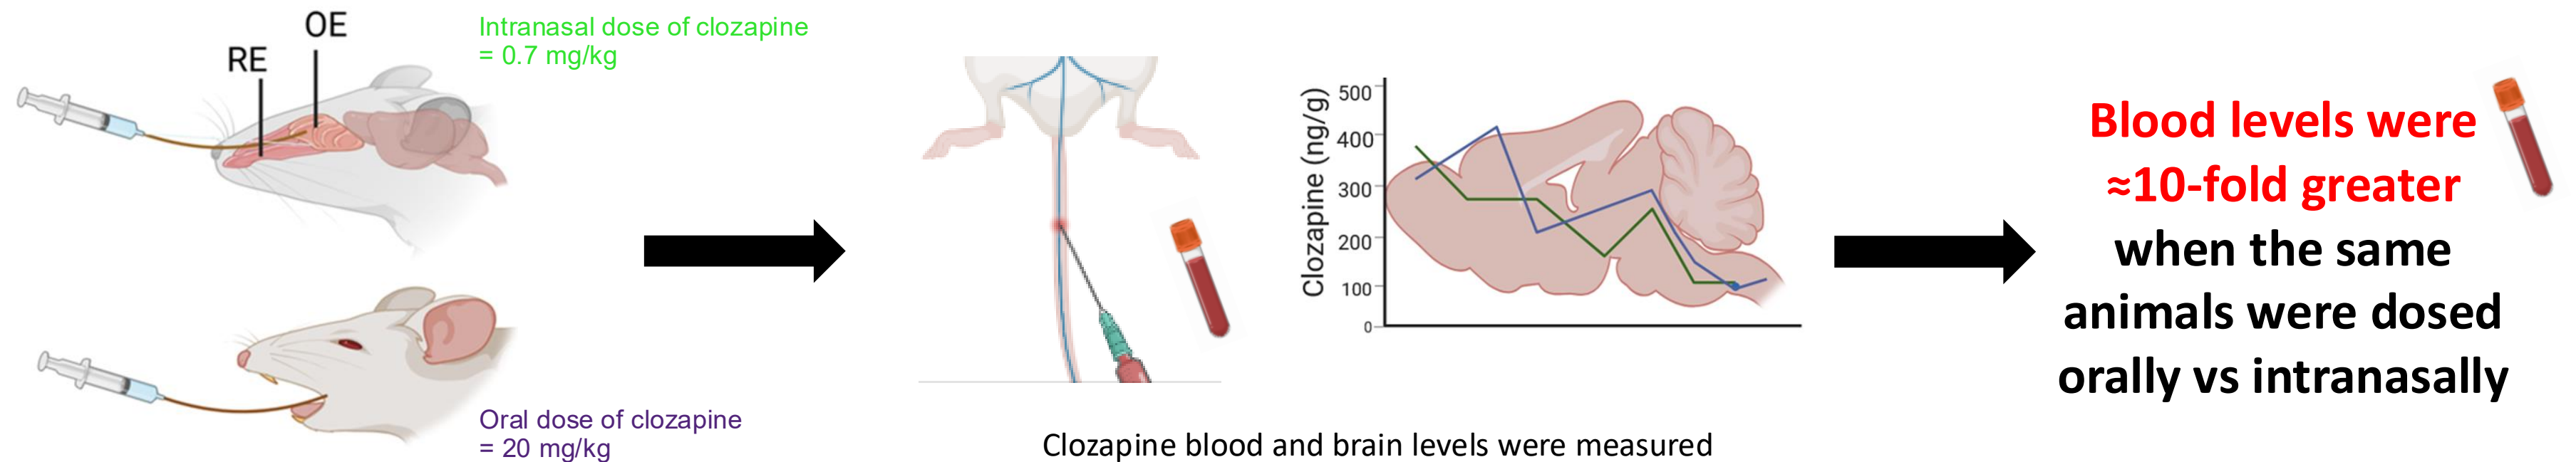 OE
RE
Intranasal dose of clozapine
= 0.7 mg/kg
Oral dose of clozapine
= 20 mg/kg
Clozapine (ng/g)
500
400
300
200
100
0
Clozapine blood and brain levels were measured
Blood levels were
≈10-fold greater
when the same
animals were dosed
orally vs intranasally